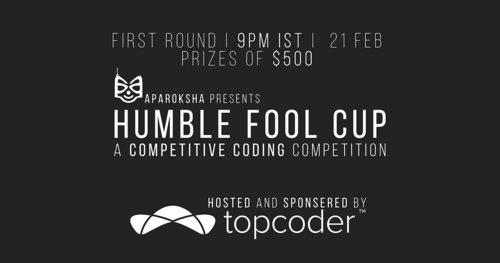 FIRST ROUND | 9PM IST | 21 FEB
PRIZES OF $500
APAROKSHA PRESENTS
HUMBLE FOOL CUP
A COMPETITIVE CODING COMPETITION
HOSTED AND SPONSERED BY
topcoder™